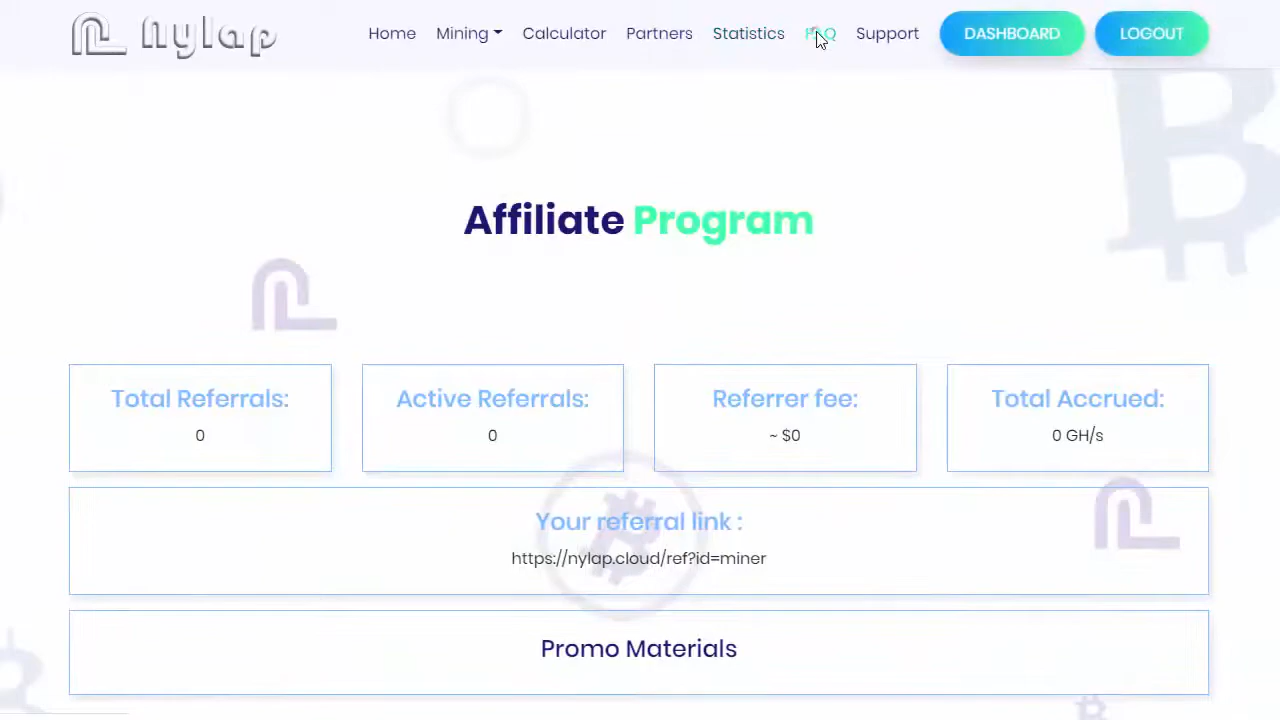 nylap
Home Mining Calculator Partners Statistics FAQ Support DASHBOARD LOGOUT
Affiliate Program
Total Referrals: Active Referrals: Referrer fee: Total Accrued:
0 0 ~ $0 0 GH/s
Your referral link :
https://nylap.cloud/ref?id=miner
Promo Materials